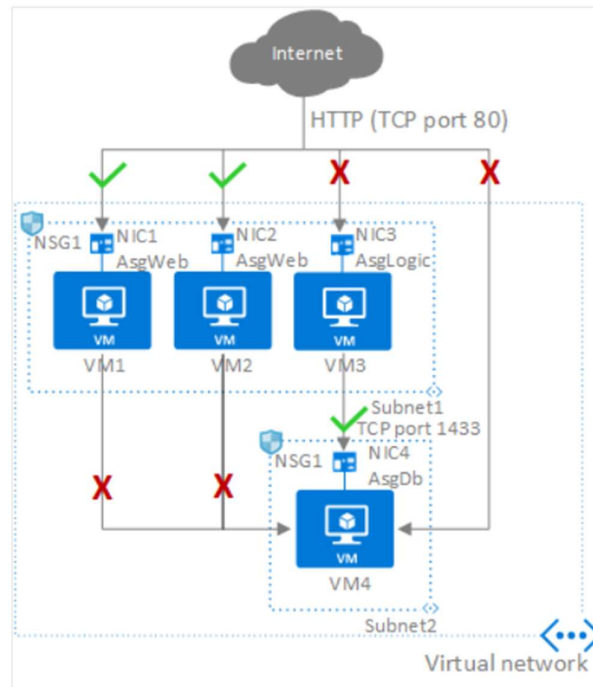 Internet
HTTP (TCP port 80)
X
X
NSG1
NIC1
AsgWeb
NIC2
AsgWeb
NIC3
AsgLogic
VM
VM
VM
VM1
VM2
VM3
Subnet1
TCP port 1433
NSG1
NIC4
AsgDb
X
X
VM
VM4
Subnet2
Virtual network